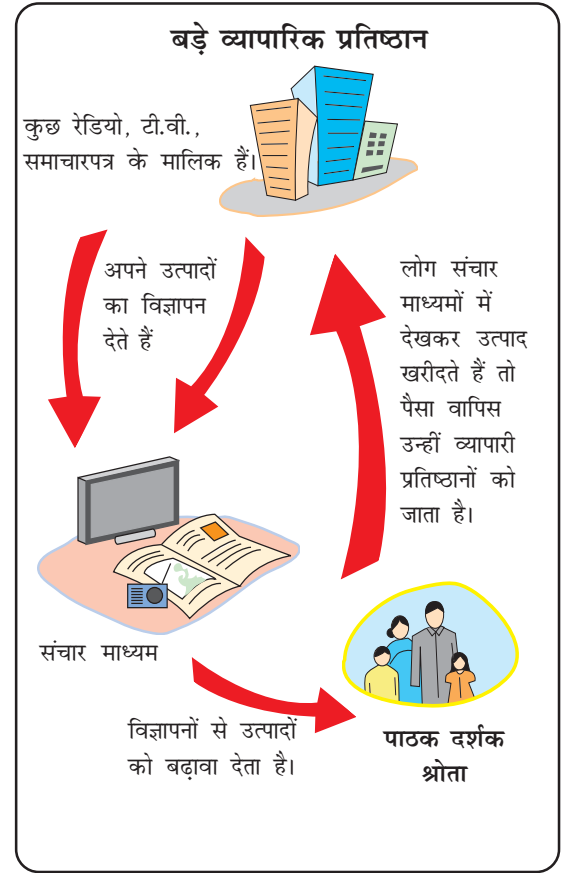 बड़े व्यापारिक प्रतिष्ठान
कुछ रेडियो, टी.वी.,
समाचारपत्र के मालिक हैं।
अपने उत्पादों
का विज्ञापन
देते हैं
लोग संचार
माध्यमों में
देखकर उत्पाद
खरीदते हैं तो
पैसा वापिस
उन्हीं व्यापारी
प्रतिष्ठानों को
जाता है।
संचार माध्यम
विज्ञापनों से उत्पादों
को बढ़ावा देता है।
पाठक दर्शक
श्रोता